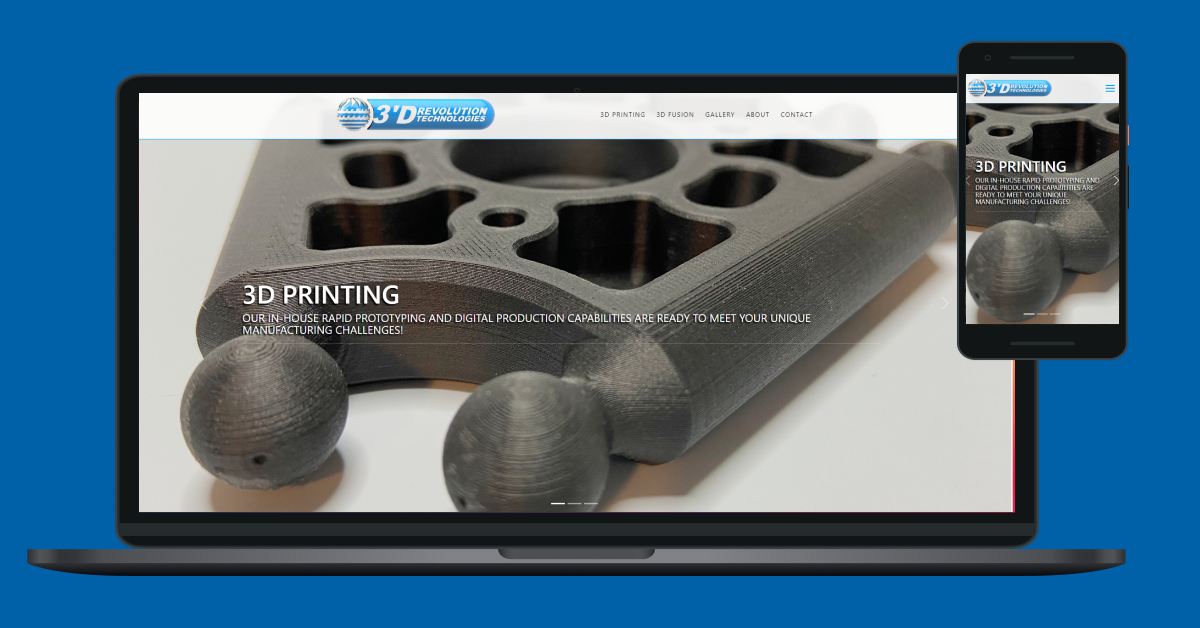 3'D REVOLUTION
TECHNOLOGIES
3D PRINTING 3D FUSION GALLERY ABOUT CONTACT
3D PRINTING
OUR IN-HOUSE RAPID PROTOTYPING AND DIGITAL PRODUCTION CAPABILITIES ARE READY TO MEET YOUR UNIQUE
MANUFACTURING CHALLENGES!
3'D REVOLUTION
TECHNOLOGIES
3D PRINTING
OUR IN-HOUSE RAPID PROTOTYPING AND
DIGITAL PRODUCTION CAPABILITIES ARE
READY TO MEET YOUR UNIQUE
MANUFACTURING CHALLENGES!